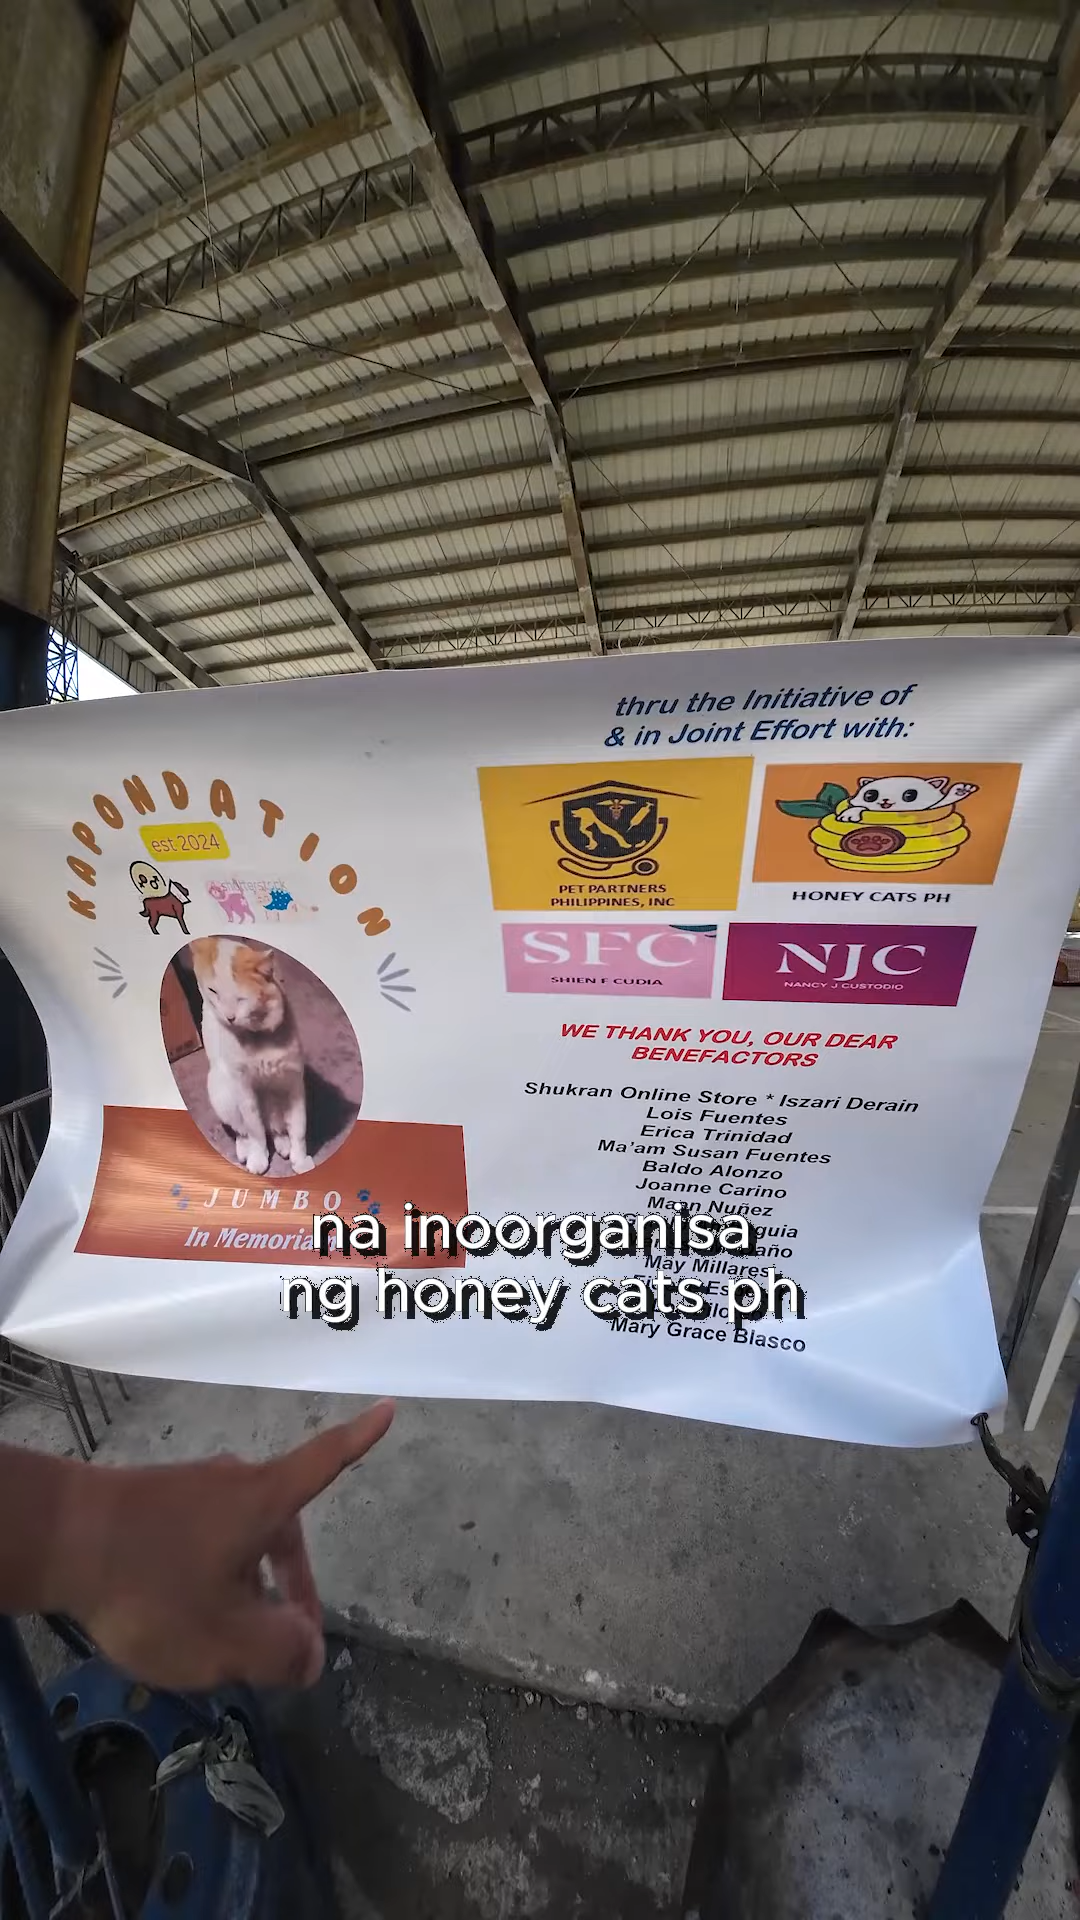 thru the Initiative of
& in Joint Effort with:
KAPONDATION
est 2024
shutterstock
PET PARTNERS
PHILIPPINES, INC
HONEY CATS PH
SFC
SHIEN F CUDIA
NJC
NANCY J CUSTODIO
WE THANK YOU, OUR DEAR
BENEFACTORS
Shukran Online Store * Iszari Derain
Lois Fuentes
Erica Trinidad
Ma'am Susan Fuentes
Baldo Alonzo
Joanne Carino
Maan Nuñez
May Millares
Mary Grace Blasco
JUMBO
In Memoriam
na inoorganisa
ng honey cats ph